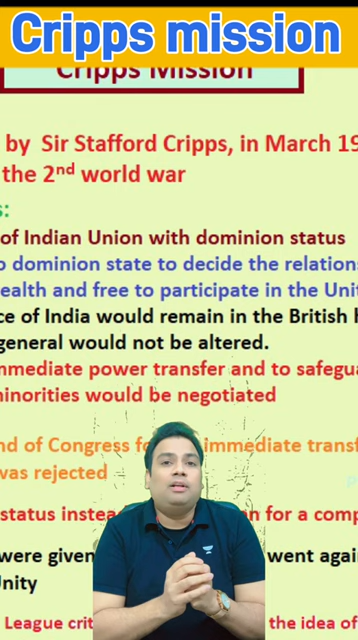 Cripps mission
Cripps Mission
by Sir Stafford Cripps, in March 19
the 2nd world war
s:
of Indian Union with dominion status
o dominion state to decide the relations
ealth and free to participate in the Unit
ce of India would remain in the British h
general would not be altered.
mmediate power transfer and to safegua
minorities would be negotiated
nd of Congress fo immediate transf
was rejected
status instea n for a comp
were given went agai
nity
League crit the idea of